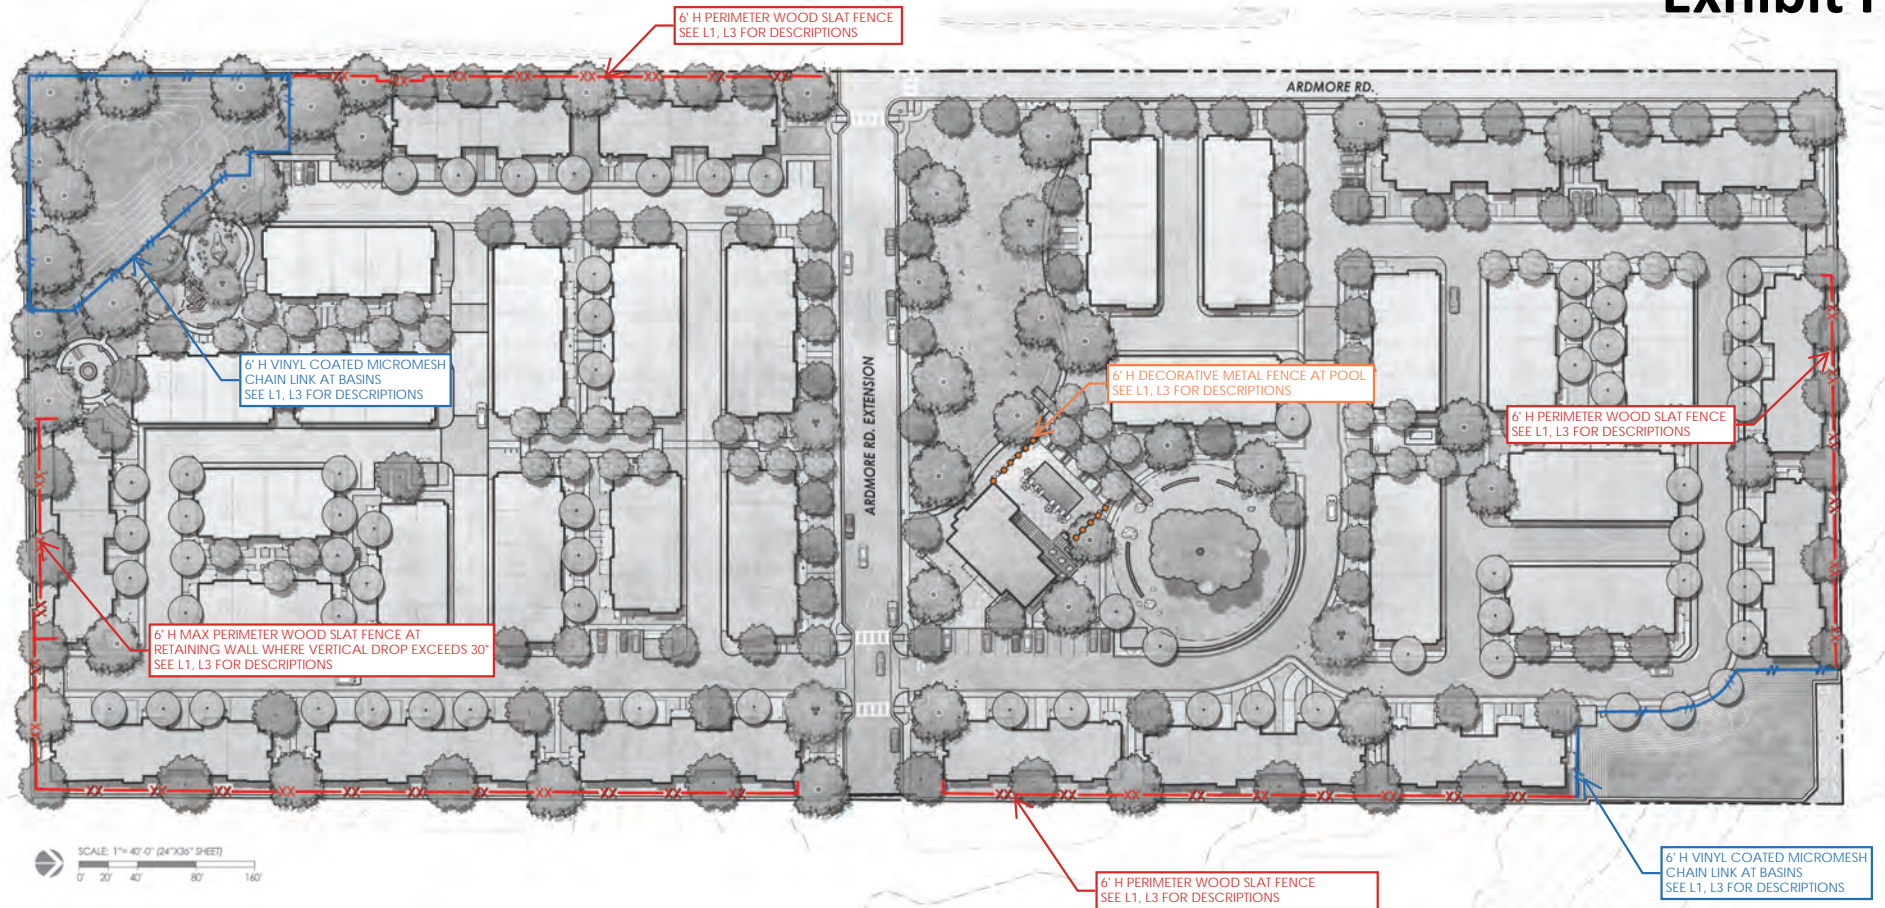 Exhibit F
6' H PERIMETER WOOD SLAT FENCE
SEE L1, L3 FOR DESCRIPTIONS
ARDMORE RD.
6' H VINYL COATED MICROMESH
CHAIN LINK AT BASINS
SEE L1, L3 FOR DESCRIPTIONS
ARDMORE RD. EXTENSION
6' H DECORATIVE METAL FENCE AT POOL
SEE L1, L3 FOR DESCRIPTIONS
6' H PERIMETER WOOD SLAT FENCE
SEE L1, L3 FOR DESCRIPTIONS
6' H MAX PERIMETER WOOD SLAT FENCE AT
RETAINING WALL WHERE VERTICAL DROP EXCEEDS 30"
SEE L1, L3 FOR DESCRIPTIONS
SCALE: 1"= 40'-0" (24"X36" SHEET)
0' 20' 40' 80' 160'
6' H PERIMETER WOOD SLAT FENCE
SEE L1, L3 FOR DESCRIPTIONS
6' H VINYL COATED MICROMESH
CHAIN LINK AT BASINS
SEE L1, L3 FOR DESCRIPTIONS